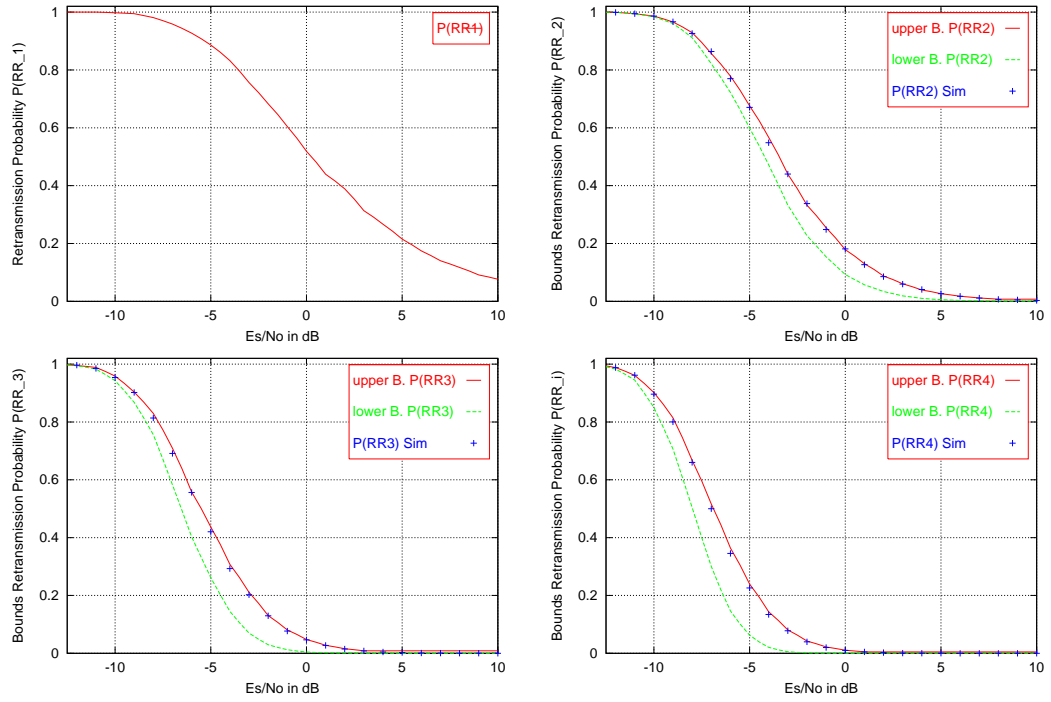 Retransmission Probability P(RR_1)
1
0.8
0.6
0.4
0.2
0
-10
-5
0
5
10
Es/No in dB
P(RR1)
Bounds Retransmission Probability P(RR_2)
1
0.8
0.6
0.4
0.2
0
-10
-5
0
5
10
Es/No in dB
upper B. P(RR2)
lower B. P(RR2)
P(RR2) Sim
Bounds Retransmission Probability P(RR_3)
1
0.8
0.6
0.4
0.2
0
-10
-5
0
5
10
Es/No in dB
upper B. P(RR3)
lower B. P(RR3)
P(RR3) Sim
Bounds Retransmission Probability P(RR_i)
1
0.8
0.6
0.4
0.2
0
-10
-5
0
5
10
Es/No in dB
upper B. P(RR4)
lower B. P(RR4)
P(RR4) Sim